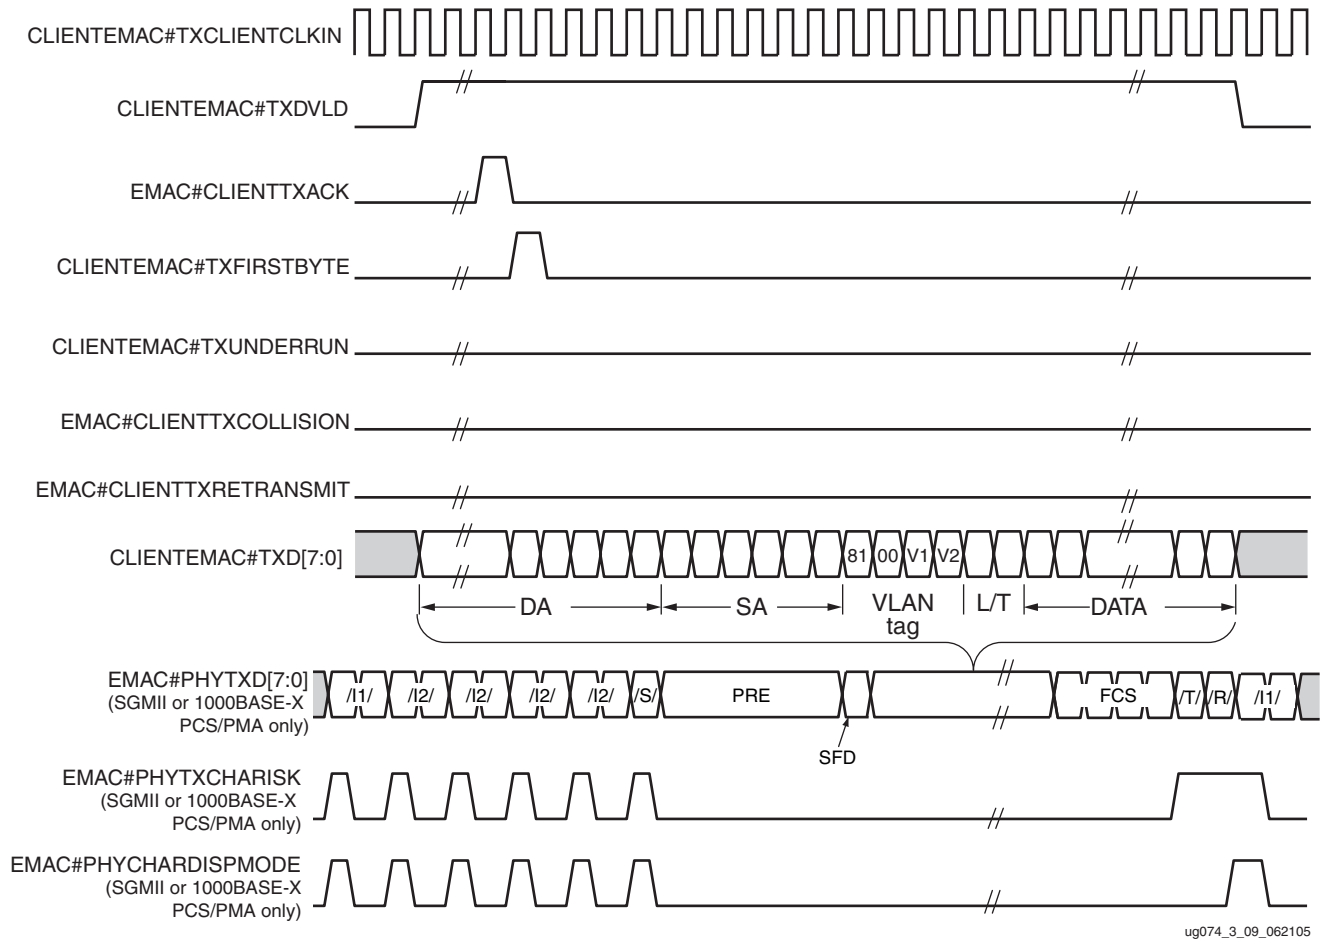 CLIENTEMAC#TXCLIENTCLKIN
CLIENTEMAC#TXDVLD
EMAC#CLIENTTXACK
CLIENTEMAC#TXFIRSTBYTE
CLIENTEMAC#TXUNDERRUN
EMAC#CLIENTTXCOLLISION
EMAC#CLIENTTXRETRANSMIT
CLIENTEMAC#TXD[7:0]
81 00 V1 V2
DA SA VLAN L/T DATA
tag
EMAC#PHYTXD[7:0]
(SGMII or 1000BASE-X
PCS/PMA only)
/I1/ /I2/ /I2/ /I2/ /I2/ /S/ PRE FCS /T/ /R/ /I1/
SFD
EMAC#PHYTXCHARISK
(SGMII or 1000BASE-X
PCS/PMA only)
EMAC#PHYCHARDISPMODE
(SGMII or 1000BASE-X
PCS/PMA only)
ug074_3_09_062105